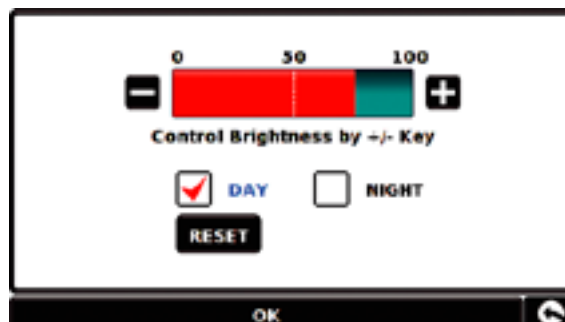 0 50 100
Control Brightness by +/- Key
DAY NIGHT
RESET
OK